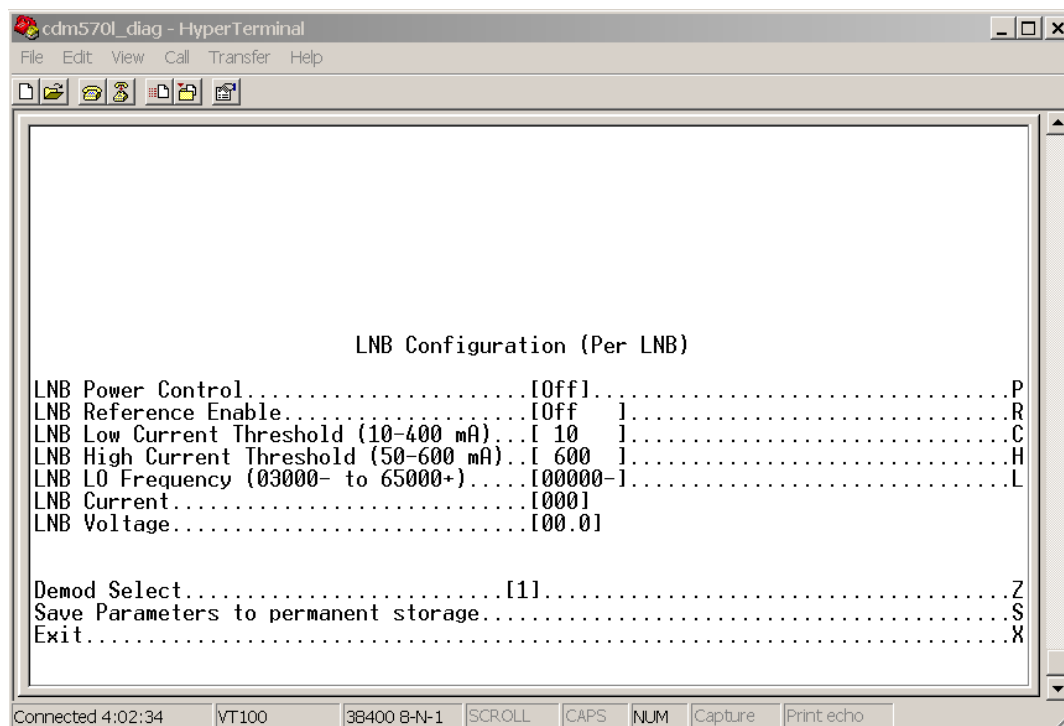 cdm570l_diag - HyperTerminal
File Edit View Call Transfer Help
LNB Configuration (Per LNB)
LNB Power Control.......................[Off]..................................................P
LNB Reference Enable....................[Off   ]...............................................R
LNB Low Current Threshold (10-400 mA)...[ 10   ]...............................................C
LNB High Current Threshold (50-600 mA)..[ 600  ]...............................................H
LNB LO Frequency (03000- to 65000+).....[00000-]...............................................L
LNB Current.............................[000]
LNB Voltage.............................[00.0]
Demod Select..........................[1]......................................................Z
Save Parameters to permanent storage...........................................................S
Exit...........................................................................................X
Connected 4:02:34 VT100 38400 8-N-1 SCROLL CAPS NUM Capture Print echo